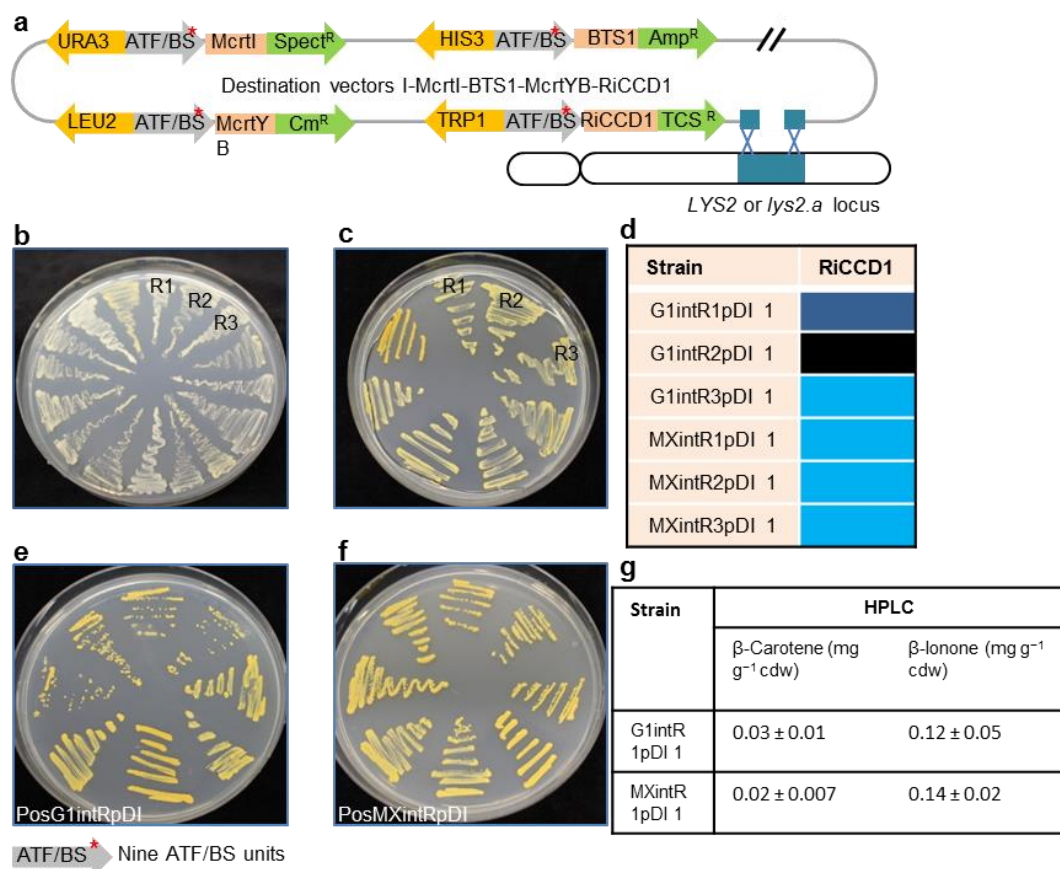 a
URA3 ATF/BS* McrtI Spectᴿ HIS3 ATF/BS* BTS1 Ampᴿ
Destination vectors I-McrtI-BTS1-McrtYB-RiCCD1
LEU2 ATF/BS* McrtY Cmᴿ TRP1 ATF/BS* RiCCD1 TCS ᴿ
B
LYS2 or lys2.a locus
b
R1
R2
R3
c
R1
R2
R3
d
Strain RiCCD1
G1intR1pDI 1
G1intR2pDI 1
G1intR3pDI 1
MXintR1pDI 1
MXintR2pDI 1
MXintR3pDI 1
e
PosG1intRpDI
f
PosMXintRpDI
g
Strain HPLC
β-Carotene (mg β-Ionone (mg g⁻¹
g⁻¹ cdw) cdw)
G1intR 0.03 ± 0.01 0.12 ± 0.05
1pDI 1
MXintR 0.02 ± 0.007 0.14 ± 0.02
1pDI 1
ATF/BS* Nine ATF/BS units